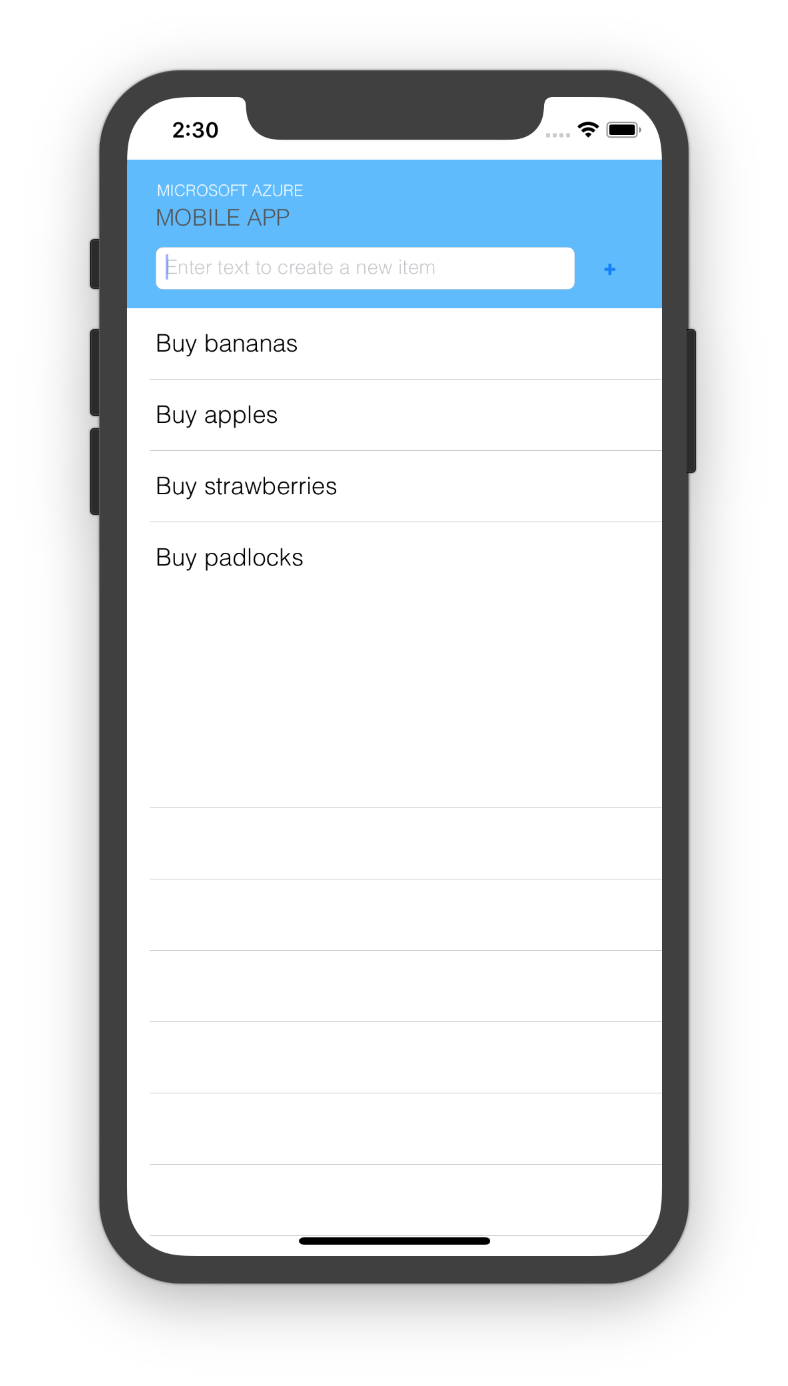 2:30
MICROSOFT AZURE
MOBILE APP
Enter text to create a new item
+
Buy bananas
Buy apples
Buy strawberries
Buy padlocks